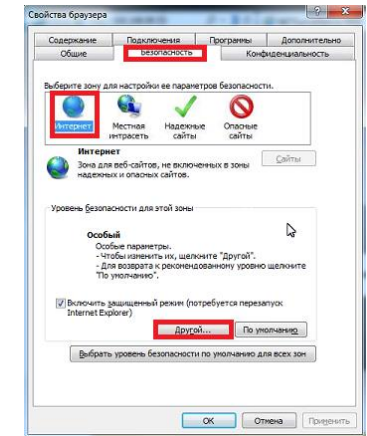 Свойства браузера
Содержание Подключения Программы Дополнительно
Общие Безопасность Конфиденциальность
Выберите зону для настройки ее параметров безопасности.
Интернет Местная интрасеть Надежные сайты Опасные сайты
Интернет
Зона для веб-сайтов, не включенных в зоны надежных и опасных сайтов.
Сайты
Уровень безопасности для этой зоны
Особый
Особые параметры.
- Чтобы изменить их, щелкните "Другой".
- Для возврата к рекомендованному уровню щелкните
"По умолчанию".
Включить защищенный режим (потребуется перезапуск
Internet Explorer)
Другой... По умолчанию
Выбрать уровень безопасности по умолчанию для всех зон
OK Отмена Применить